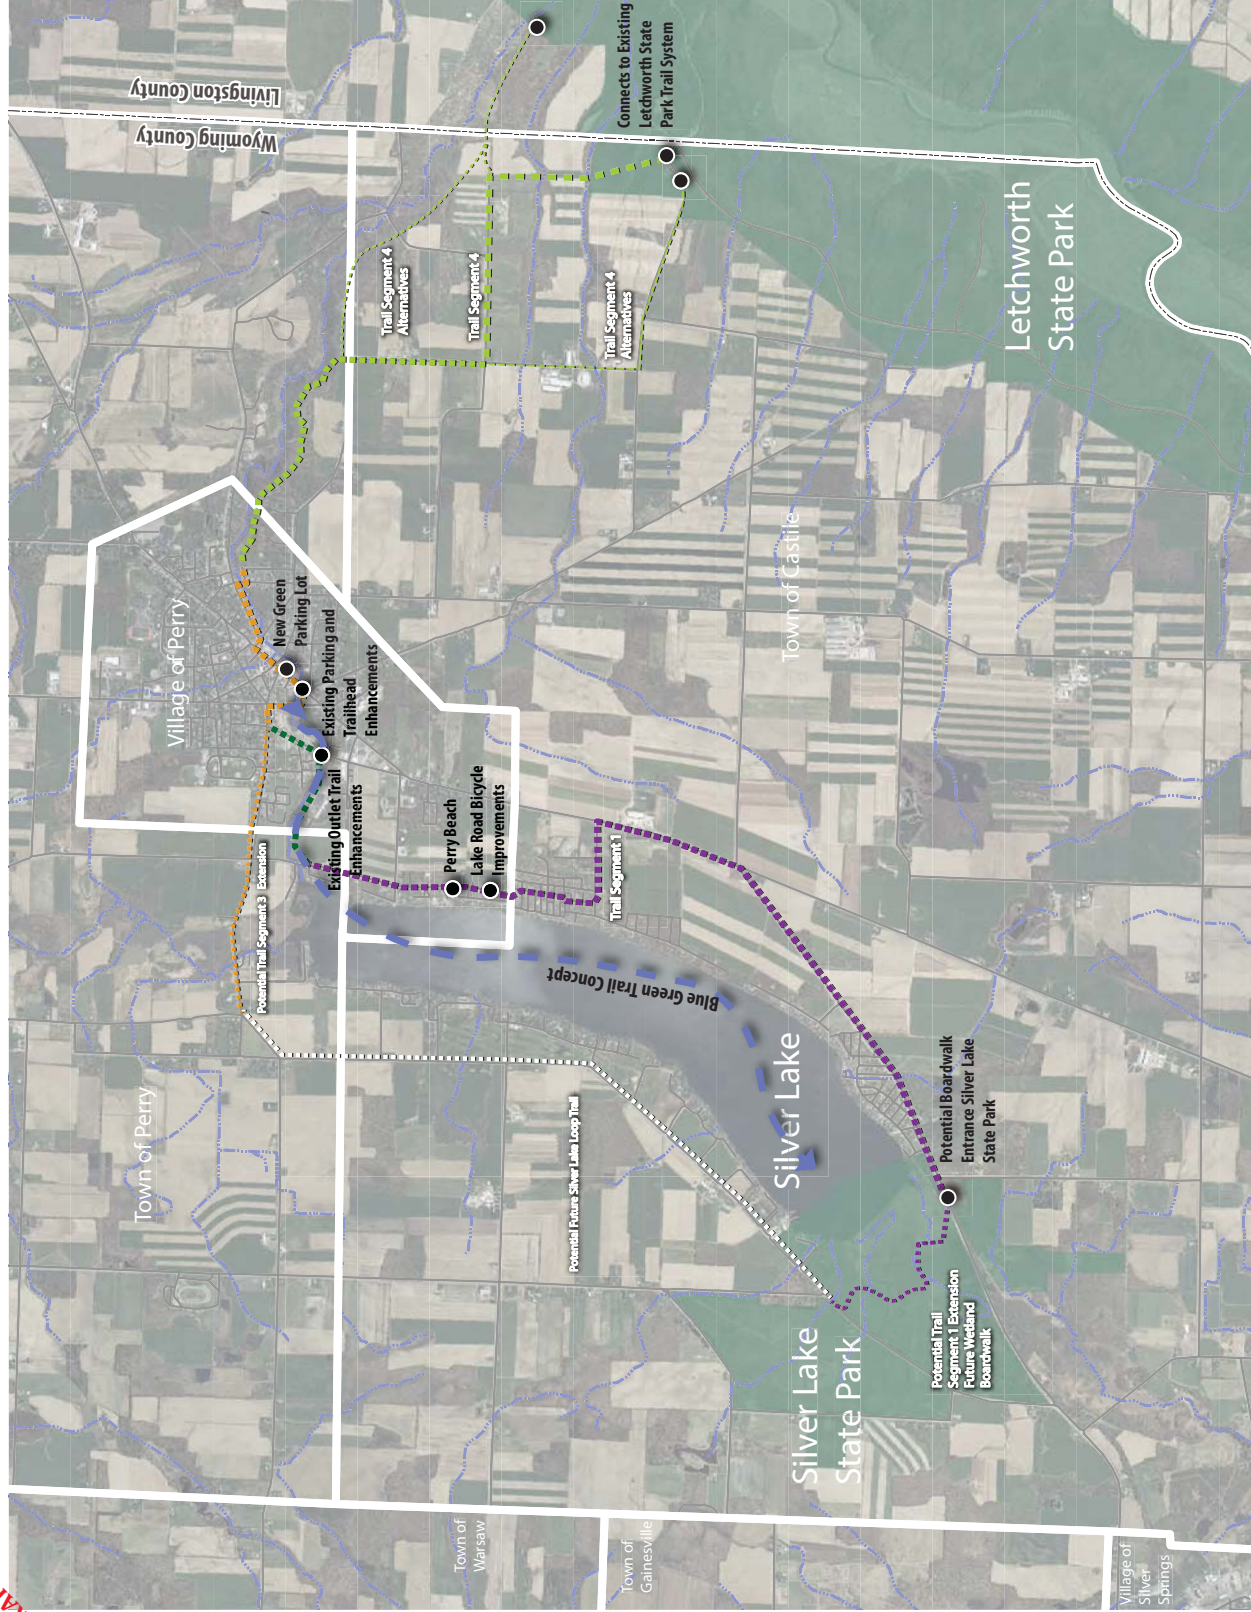 Livingston County
Wyoming County
Connects to Existing
Letchworth State
Park Trail System
Letchworth
State Park
Trail Segment 4
Alternatives
Trail Segment 4
Trail Segment 4
Alternatives
Village of Perry
New Green
Parking Lot
Existing Parking and
Trailhead
Enhancements
Existing Outlet Trail
Enhancements
Perry Beach
Lake Road Bicycle
Improvements
Town of Castile
Trail Segment 1
Potential Trail Segment 3 Extension
Blue Green Trail Concept
Silver Lake
Town of Perry
Potential Future Silver Lake Loop Trail
Potential Boardwalk
Entrance Silver Lake
State Park
Potential Trail
Segment 1 Extension
Future Wetland
Boardwalk
Silver Lake
State Park
Town of
Warsaw
Town of
Gainesville
Village of
Silver
Springs